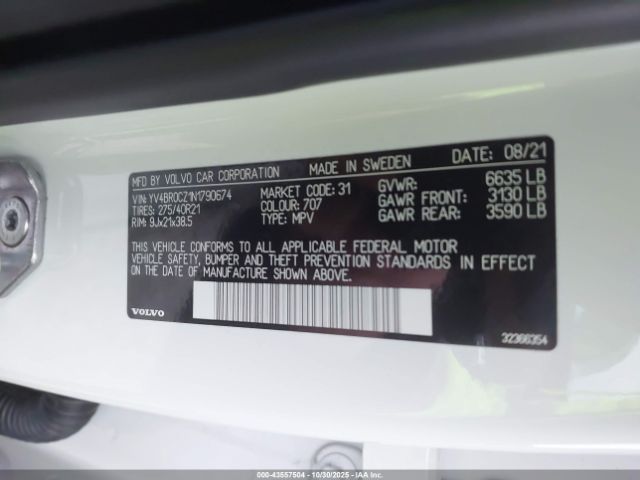 MFD BY VOLVO CAR CORPORATION MADE IN SWEDEN DATE: 08/21
VIN: YV4BR0CZ1N1790674 MARKET CODE: 31 GVWR: 6635 LB
TIRES: 275/40R21 COLOUR: 707 GAWR FRONT: 3130 LB
RIM: 9Jx21x38.5 TYPE: MPV GAWR REAR: 3590 LB
THIS VEHICLE CONFORMS TO ALL APPLICABLE FEDERAL MOTOR
VEHICLE SAFETY, BUMPER AND THEFT PREVENTION STANDARDS IN EFFECT
ON THE DATE OF MANUFACTURE SHOWN ABOVE.
VOLVO 32366354
000-43557504 | 10/30/2025 - IAAI.COM